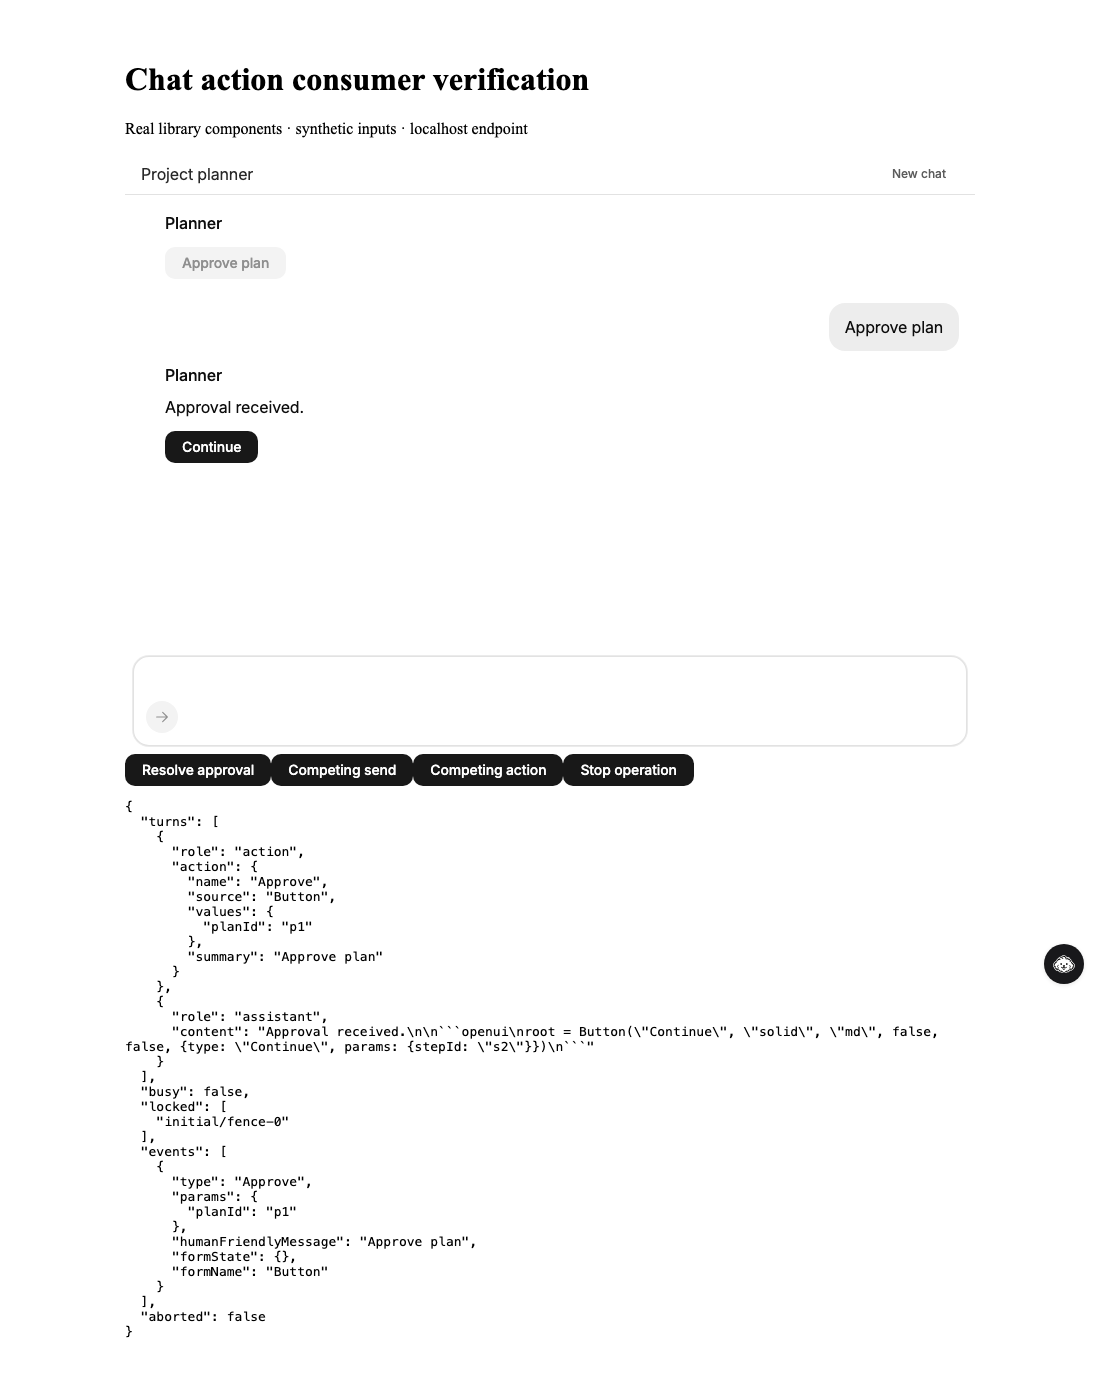 Chat action consumer verification
Real library components · synthetic inputs · localhost endpoint
Project planner
New chat
Planner
Approve plan
Approve plan
Planner
Approval received.
Continue
Resolve approval
Competing send
Competing action
Stop operation
{
  "turns": [
    {
      "role": "action",
      "action": {
        "name": "Approve",
        "source": "Button",
        "values": {
          "planId": "p1"
        },
        "summary": "Approve plan"
      }
    },
    {
      "role": "assistant",
      "content": "Approval received.\n\n```openui\nroot = Button(\"Continue\", \"solid\", \"md\", false,
false, {type: \"Continue\", params: {stepId: \"s2\"}})\n```"
    }
  ],
  "busy": false,
  "locked": [
    "initial/fence-0"
  ],
  "events": [
    {
      "type": "Approve",
      "params": {
        "planId": "p1"
      },
      "humanFriendlyMessage": "Approve plan",
      "formState": {},
      "formName": "Button"
    }
  ],
  "aborted": false
}